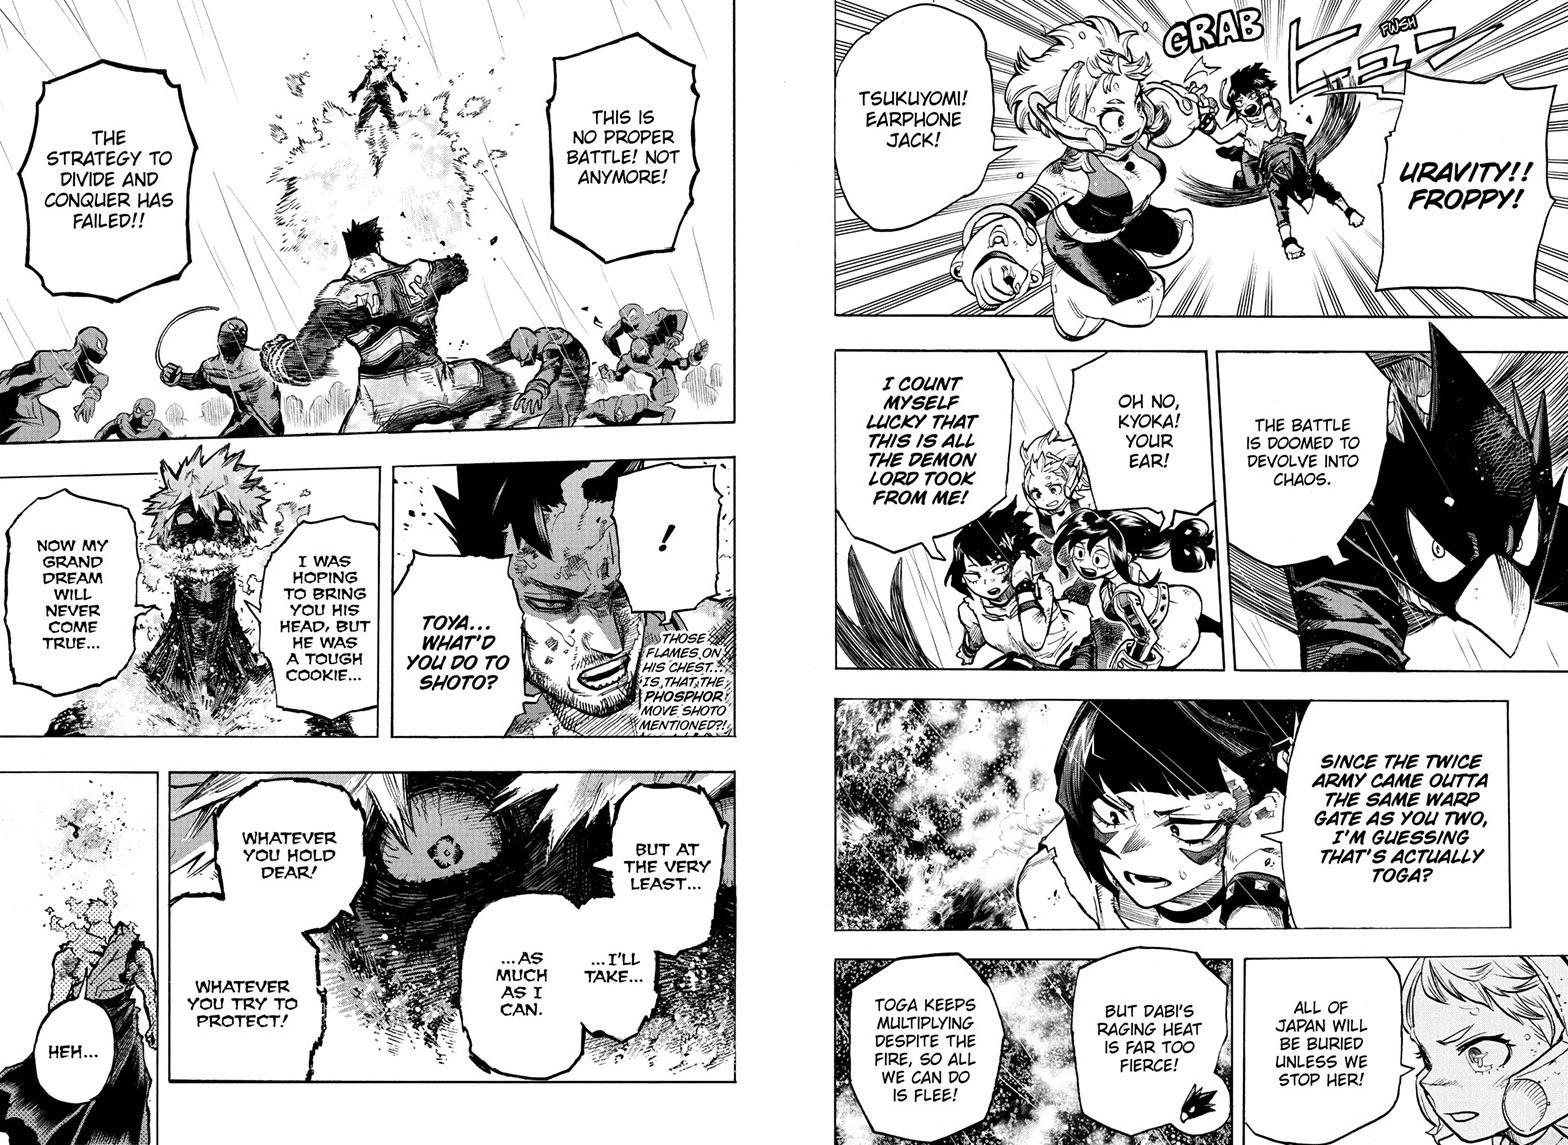 URAVITY!!
FROPPY!
FWSH
ヒュン
GRAB
TSUKUYOMI!
EARPHONE
JACK!
THE BATTLE
IS DOOMED TO
DEVOLVE INTO
CHAOS.
OH NO,
KYOKA!
YOUR
EAR!
I COUNT
MYSELF
LUCKY THAT
THIS IS ALL
THE DEMON
LORD TOOK
FROM ME!
SINCE THE TWICE
ARMY CAME OUTTA
THE SAME WARP
GATE AS YOU TWO,
I'M GUESSING
THAT'S ACTUALLY
TOGA?
ALL OF
JAPAN WILL
BE BURIED
UNLESS WE
STOP HER!
BUT DABI'S
RAGING HEAT
IS FAR TOO
FIERCE!
TOGA KEEPS
MULTIPLYING
DESPITE THE
FIRE, SO ALL
WE CAN DO
IS FLEE!
THIS IS
NO PROPER
BATTLE! NOT
ANYMORE!
THE
STRATEGY TO
DIVIDE AND
CONQUER HAS
FAILED!!
!
THOSE
FLAMES ON
HIS CHEST...
IS THAT THE
PHOSPHOR
MOVE SHOTO
MENTIONED?!
TOYA...
WHAT'D
YOU DO TO
SHOTO?
I WAS
HOPING
TO BRING
YOU HIS
HEAD, BUT
HE WAS
A TOUGH
COOKIE...
NOW MY
GRAND
DREAM
WILL
NEVER
COME
TRUE...
BUT AT
THE VERY
LEAST...
...I'LL
TAKE...
...AS
MUCH
AS I
CAN.
WHATEVER
YOU HOLD
DEAR!
WHATEVER
YOU TRY TO
PROTECT!
HEH...